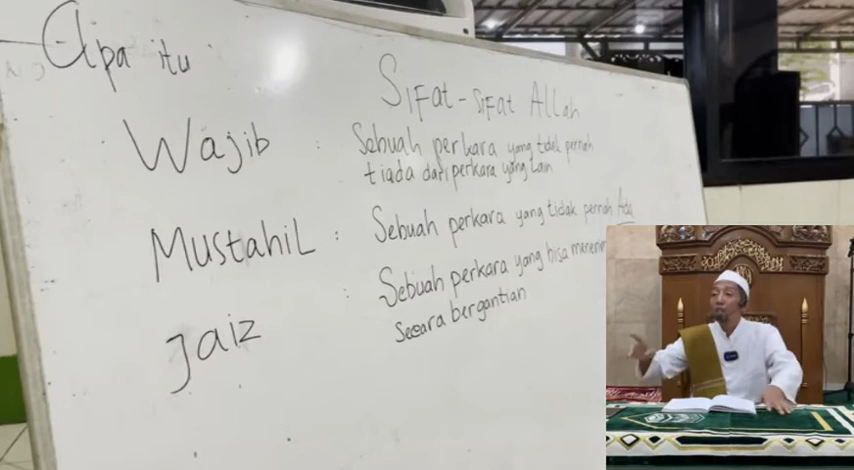 Apa itu
Sifat-sifat Allah
Wajib : Sebuah perkara yang tidak pernah
tiada dari perkara yang Lain
MustahiL : Sebuah perkara yang tidak pernah Ada
Jaiz : Sebuah perkara yang bisa
Secara bergantian